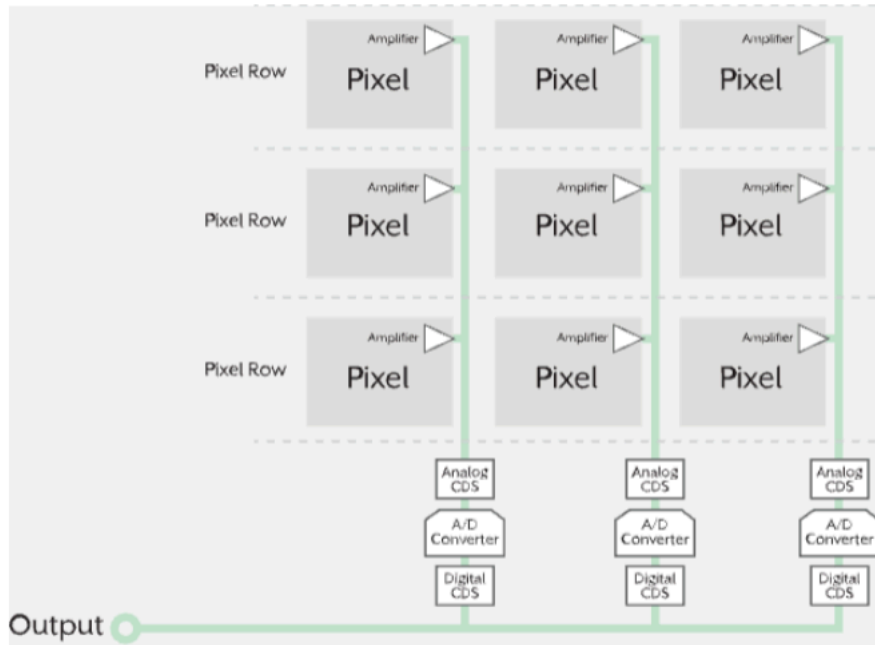 Amplifier Amplifier Amplifier
Pixel Row Pixel Pixel Pixel
Amplifier Amplifier Amplifier
Pixel Row Pixel Pixel Pixel
Amplifier Amplifier Amplifier
Pixel Row Pixel Pixel Pixel
Analog Analog Analog
CDS CDS CDS
A/D A/D A/D
Converter Converter Converter
Digital Digital Digital
CDS CDS CDS
Output